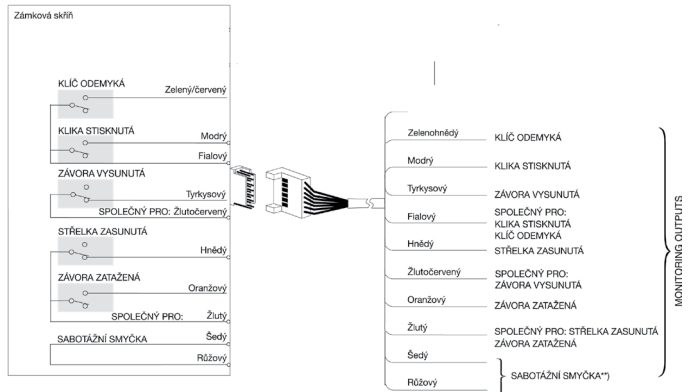 Zámková skříň
KLÍČ ODEMYKÁ
Zelený/červený
KLIKA STISKNUTÁ
Modrý
Fialový
ZÁVORA VYSUNUTÁ
Tyrkysový
SPOLEČNÝ PRO: Žlutočervený
STŘELKA ZASUNUTÁ
Hnědý
ZÁVORA ZATAŽENÁ
Oranžový
SPOLEČNÝ PRO: Žlutý
SABOTÁŽNÍ SMYČKA
Šedý
Růžový
Zelenohnědý
KLÍČ ODEMYKÁ
Modrý
KLIKA STISKNUTÁ
Tyrkysový
ZÁVORA VYSUNUTÁ
Fialový
SPOLEČNÝ PRO:
KLIKA STISKNUTÁ
KLÍČ ODEMYKÁ
Hnědý
STŘELKA ZASUNUTÁ
Žlutočervený
SPOLEČNÝ PRO:
ZÁVORA VYSUNUTÁ
Oranžový
ZÁVORA ZATAŽENÁ
Žlutý
SPOLEČNÝ PRO: STŘELKA ZASUNUTÁ
ZÁVORA ZATAŽENÁ
Šedý
Růžový
SABOTÁŽNÍ SMYČKA**)
MONITORING OUTPUTS